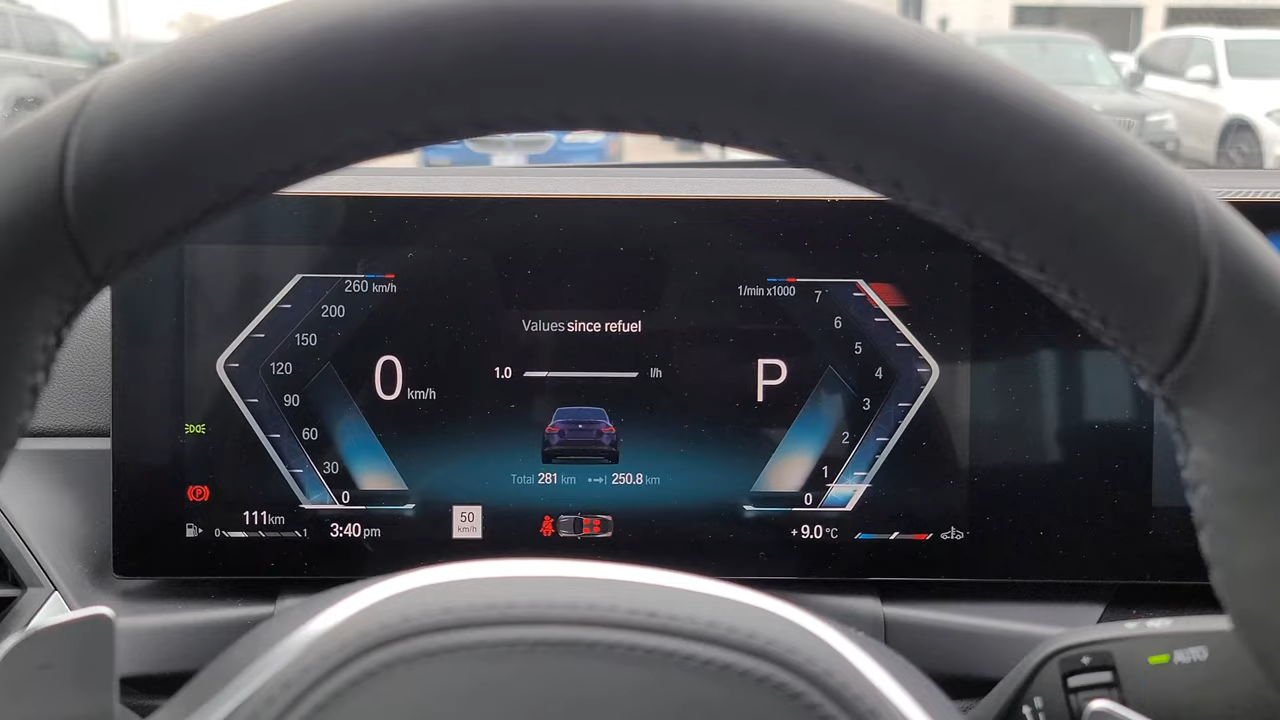 260 km/h
200
150
120
90
60
30
0
0 km/h
Values since refuel
1.0 l/h
Total 281 km 250.8 km
P
1/min x1000
7
6
5
4
3
2
1
0
P
111km
0 1
3:40pm
50
km/h
+9.0 °C
AUTO